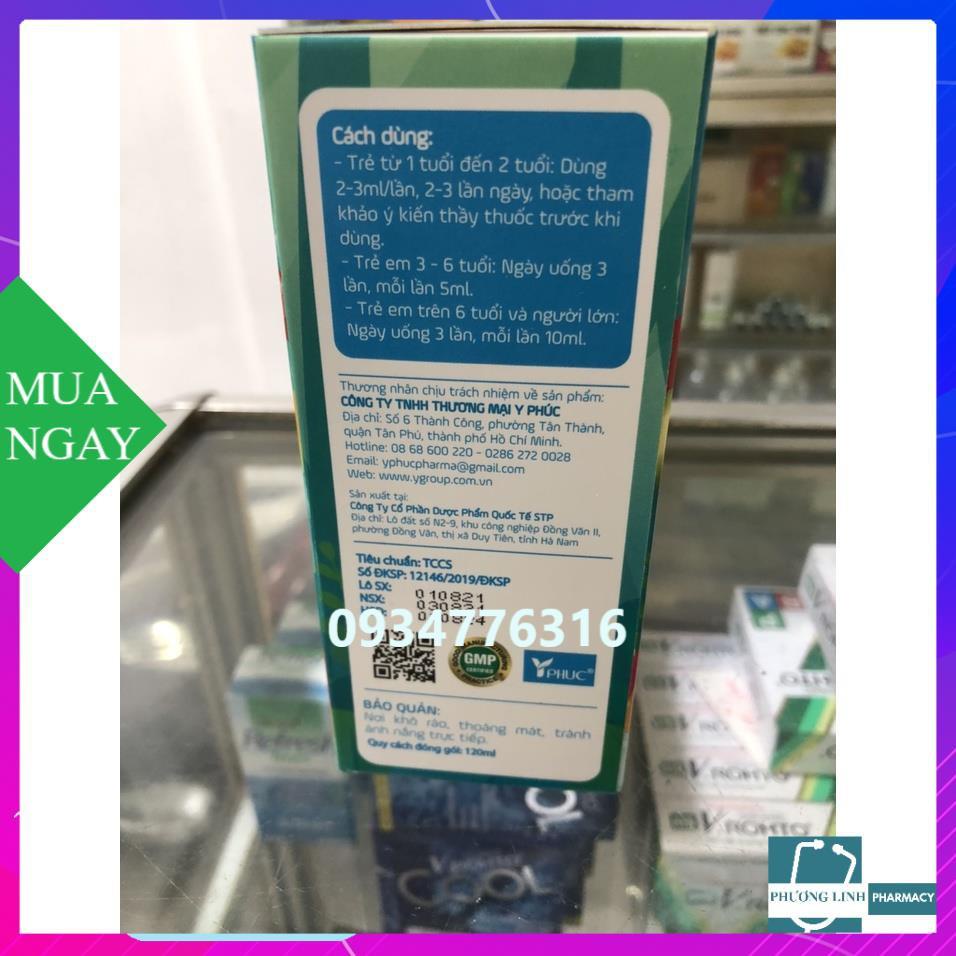 Cách dùng:
- Trẻ từ 1 tuổi đến 2 tuổi: Dùng
2-3ml/lần, 2-3 lần ngày, hoặc tham
khảo ý kiến thầy thuốc trước khi
dùng.
- Trẻ em 3 - 6 tuổi: Ngày uống 3
lần, mỗi lần 5ml.
- Trẻ em trên 6 tuổi và người lớn:
Ngày uống 3 lần, mỗi lần 10ml.
Thương nhân chịu trách nhiệm về sản phẩm:
CÔNG TY TNHH THƯƠNG MẠI Y PHÚC
Địa chỉ: Số 6 Thành Công, phường Tân Thành,
quận Tân Phú, thành phố Hồ Chí Minh.
Hotline: 08 68 600 220 - 0286 272 0028
Email: yphucpharma@gmail.com
Web: www.ygroup.com.vn
Sản xuất tại:
Công Ty Cổ Phần Dược Phẩm Quốc Tế STP
Địa chỉ: Lô đất số N2-9, khu công nghiệp Đồng Văn II,
phường Đồng Văn, thị xã Duy Tiên, tỉnh Hà Nam
Tiêu chuẩn: TCCS
Số ĐKSP: 12146/2019/ĐKSP
Lô SX: 010821
NSX: 030821
0934776316
GMP
CERTIFIED
PRACTICE
Y PHUC®
BẢO QUẢN:
Nơi khô ráo, thoáng mát, tránh
ánh nắng trực tiếp.
Quy cách đóng gói: 120ml
MUA
NGAY
Refresh
V.ROHTO
V.ROHTO
COOL
PHƯƠNG LINH PHARMACY